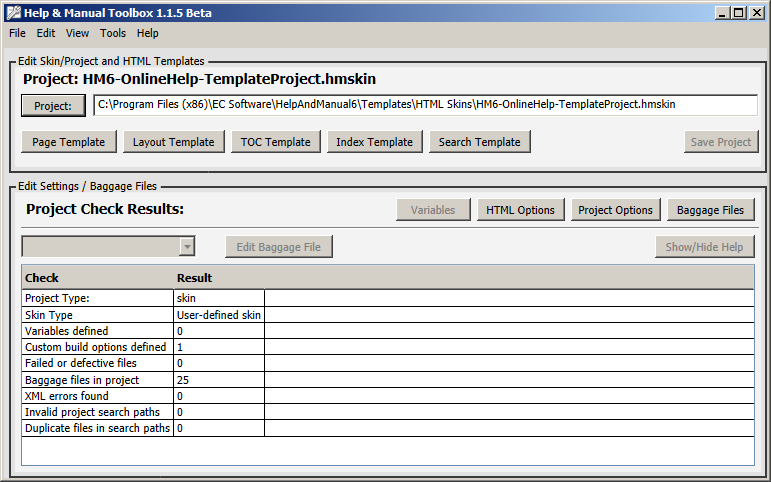 Help & Manual Toolbox 1.1.5 Beta
File Edit View Tools Help
Edit Skin/Project and HTML Templates
Project: HM6-OnlineHelp-TemplateProject.hmskin
Project: C:\Program Files (x86)\EC Software\HelpAndManual6\Templates\HTML Skins\HM6-OnlineHelp-TemplateProject.hmskin
Page Template Layout Template TOC Template Index Template Search Template Save Project
Edit Settings / Baggage Files
Project Check Results: Variables HTML Options Project Options Baggage Files
Edit Baggage File Show/Hide Help
Check Result
Project Type: skin
Skin Type User-defined skin
Variables defined 0
Custom build options defined 1
Failed or defective files 0
Baggage files in project 25
XML errors found 0
Invalid project search paths 0
Duplicate files in search paths 0